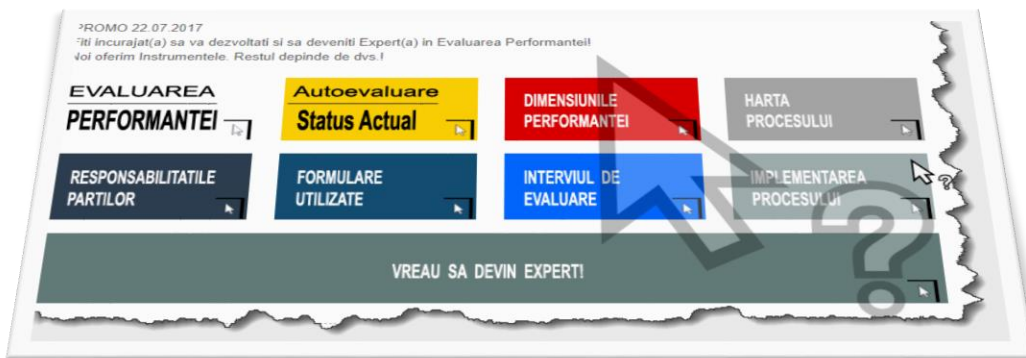 PROMO 22.07.2017
Fiti incurajat(a) sa va dezvoltati si sa deveniti Expert(a) in Evaluarea Performantei!
Noi oferim Instrumentele. Restul depinde de dvs.!
EVALUAREA
PERFORMANTEI
Autoevaluare
Status Actual
DIMENSIUNILE
PERFORMANTEI
HARTA
PROCESULUI
RESPONSABILITATILE
PARTILOR
FORMULARE
UTILIZATE
INTERVIUL DE
EVALUARE
IMPLEMENTAREA
PROCESULUI
VREAU SA DEVIN EXPERT!